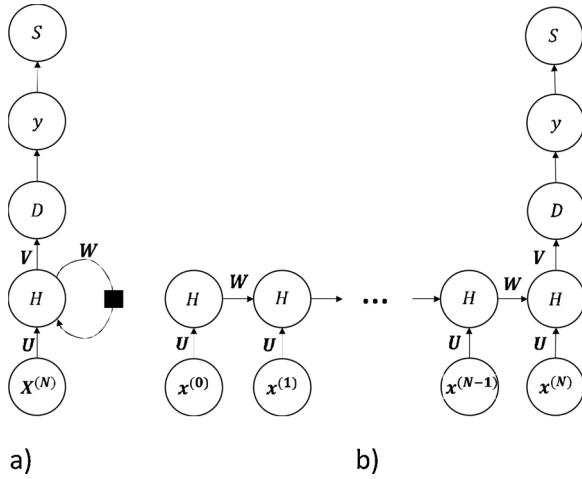 S S
y y
D D
V W V
H H W H H W H
U U U U U
X^(N) x^(0) x^(1) ... x^(N−1) x^(N)
a) b)